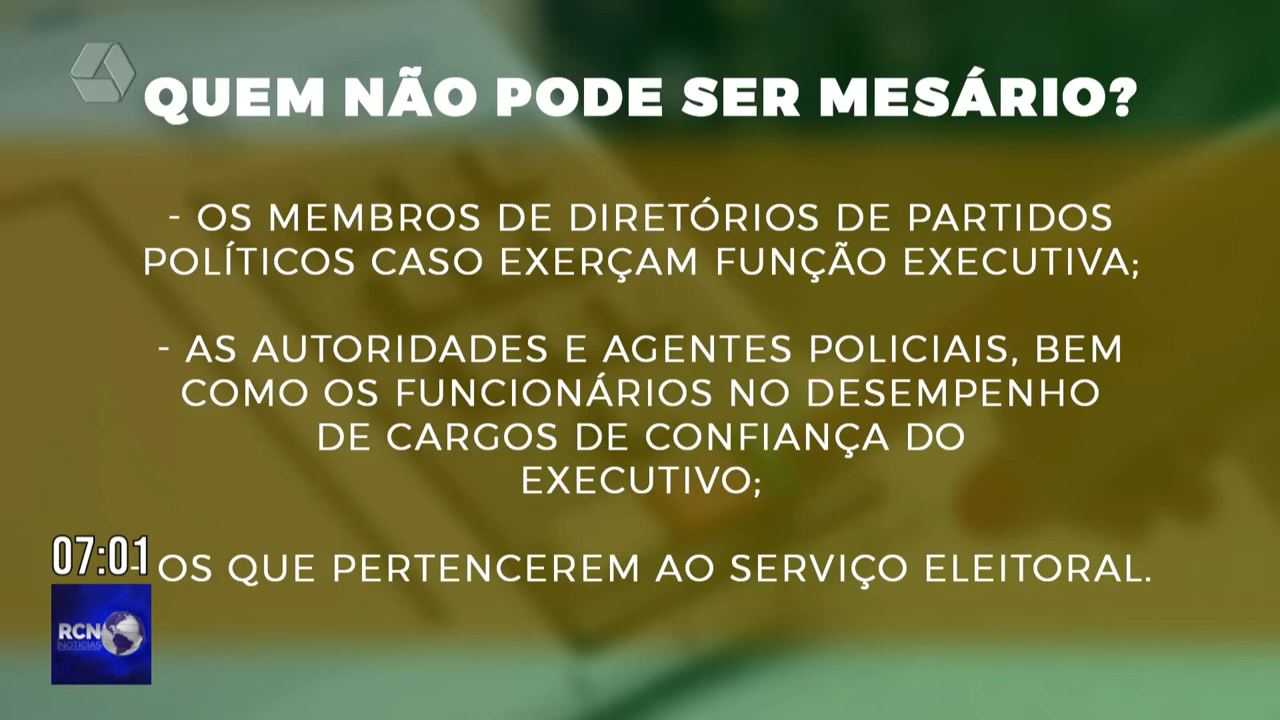 QUEM NÃO PODE SER MESÁRIO?
- OS MEMBROS DE DIRETÓRIOS DE PARTIDOS
POLÍTICOS CASO EXERÇAM FUNÇÃO EXECUTIVA;
- AS AUTORIDADES E AGENTES POLICIAIS, BEM
COMO OS FUNCIONÁRIOS NO DESEMPENHO
DE CARGOS DE CONFIANÇA DO
EXECUTIVO;
- OS QUE PERTENCEREM AO SERVIÇO ELEITORAL.
07:01
RCN
NOTÍCIAS